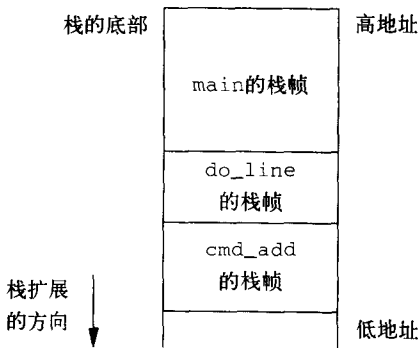 栈的底部
高地址
main的栈帧
do_line
的栈帧
cmd_add
的栈帧
栈扩展
的方向
低地址